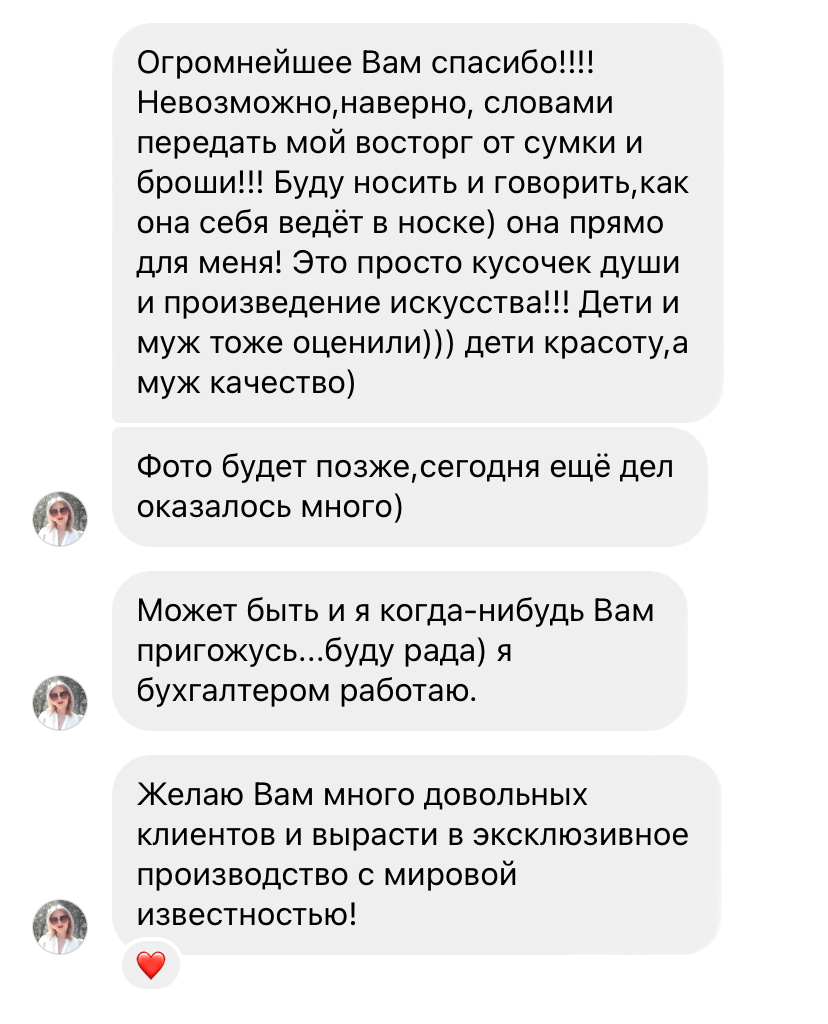 Огромнейшее Вам спасибо!!!!
Невозможно,наверно, словами
передать мой восторг от сумки и
броши!!! Буду носить и говорить,как
она себя ведёт в носке) она прямо
для меня! Это просто кусочек души
и произведение искусства!!! Дети и
муж тоже оценили))) дети красоту,а
муж качество)
Фото будет позже,сегодня ещё дел
оказалось много)
Может быть и я когда-нибудь Вам
пригожусь...буду рада) я
бухгалтером работаю.
Желаю Вам много довольных
клиентов и вырасти в эксклюзивное
производство с мировой
известностью!